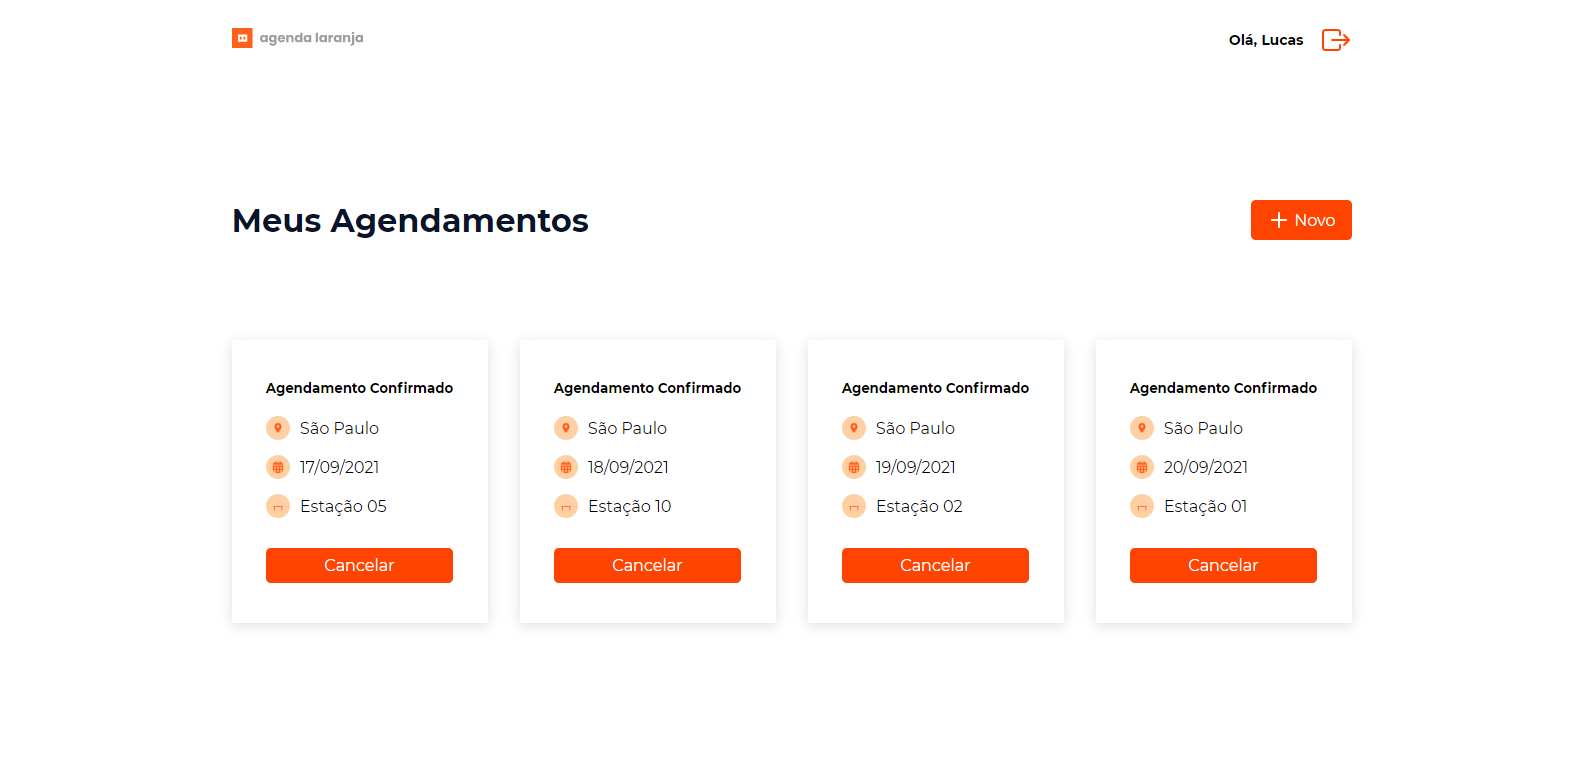 agenda laranja
Olá, Lucas
Meus Agendamentos
Novo
Agendamento Confirmado
São Paulo
17/09/2021
Estação 05
Cancelar
Agendamento Confirmado
São Paulo
18/09/2021
Estação 10
Cancelar
Agendamento Confirmado
São Paulo
19/09/2021
Estação 02
Cancelar
Agendamento Confirmado
São Paulo
20/09/2021
Estação 01
Cancelar